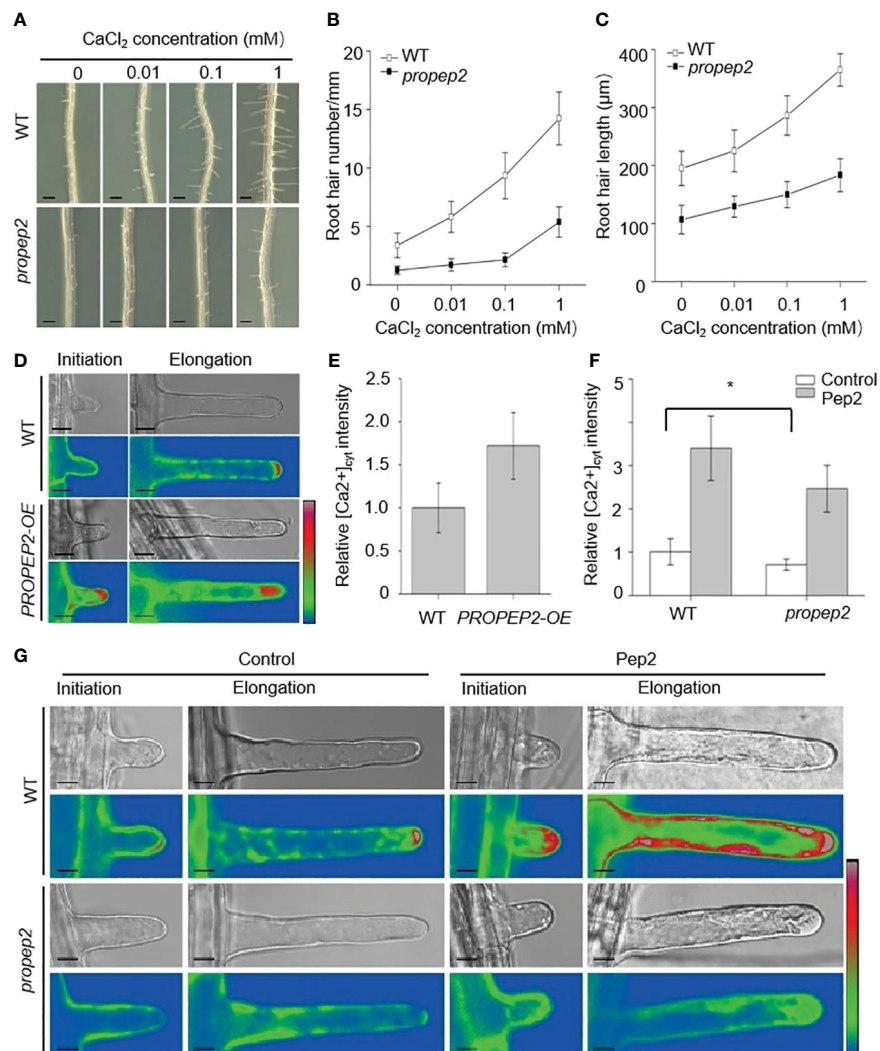 A
CaCl₂ concentration (mM)
0 0.01 0.1 1
WT
propep2
B
WT
propep2
Root hair number/mm
20
15
10
5
0
0 0.01 0.1 1
CaCl₂ concentration (mM)
C
WT
propep2
Root hair length (µm)
400
300
200
100
0
0 0.01 0.1 1
CaCl₂ concentration (mM)
D
Initiation Elongation
WT
PROPEP2-OE
E
Relative [Ca2+]cyt intensity
2.5
2.0
1.5
1.0
0.5
0.0
WT PROPEP2-OE
F
Control
Pep2
*
Relative [Ca2+]cyt intensity
5
3
2
1
0
WT propep2
G
Control Pep2
Initiation Elongation Initiation Elongation
WT
propep2